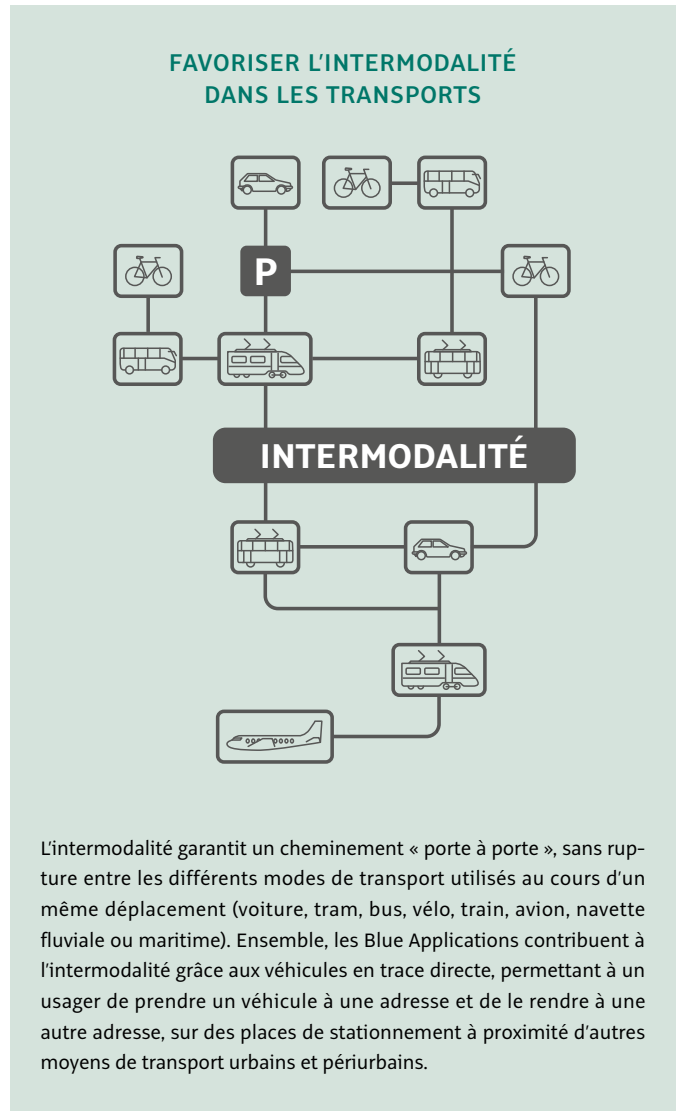 FAVORISER L'INTERMODALITÉ
DANS LES TRANSPORTS
P
INTERMODALITÉ
L'intermodalité garantit un cheminement « porte à porte », sans rup-
ture entre les différents modes de transport utilisés au cours d'un
même déplacement (voiture, tram, bus, vélo, train, avion, navette
fluviale ou maritime). Ensemble, les Blue Applications contribuent à
l'intermodalité grâce aux véhicules en trace directe, permettant à un
usager de prendre un véhicule à une adresse et de le rendre à une
autre adresse, sur des places de stationnement à proximité d'autres
moyens de transport urbains et périurbains.